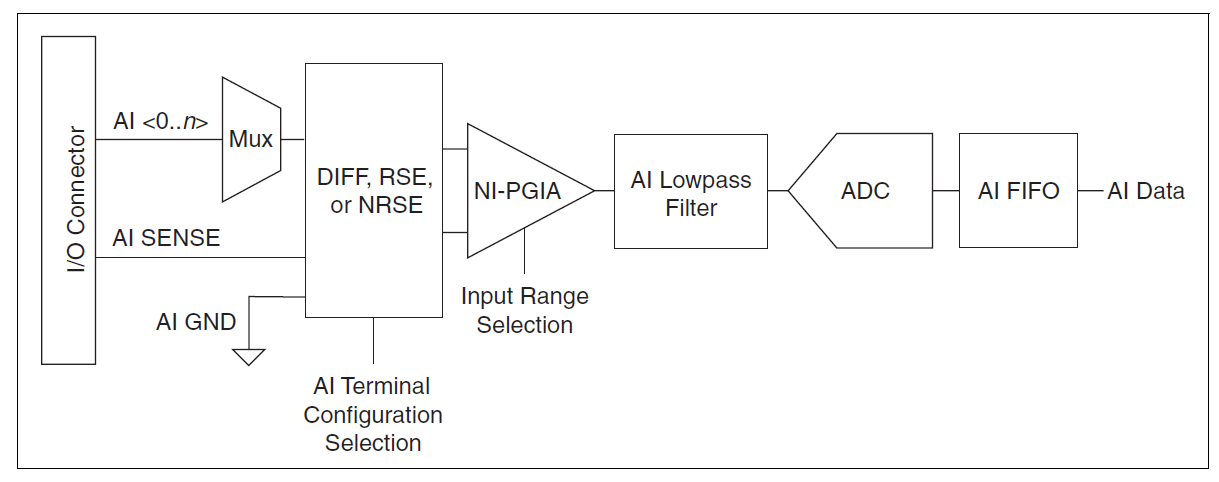 I/O Connector
AI <0..n>
Mux
AI SENSE
AI GND
DIFF, RSE,
or NRSE
AI Terminal
Configuration
Selection
NI-PGIA
Input Range
Selection
AI Lowpass
Filter
ADC
AI FIFO
AI Data